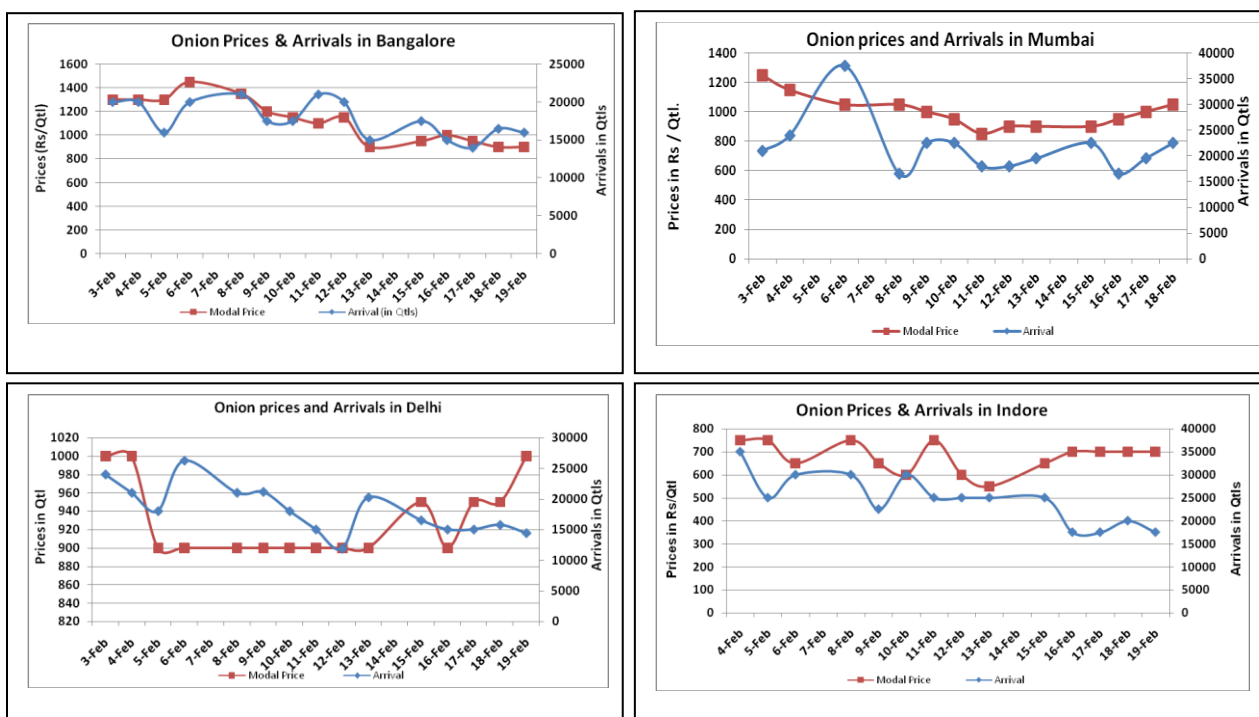 Onion Prices & Arrivals in Bangalore
Prices (Rs/Qtl)
1600
1400
1200
1000
800
600
400
200
0
25000
20000
15000
10000
5000
0
Arrivals in Qtls
3-Feb
4-Feb
5-Feb
6-Feb
7-Feb
8-Feb
9-Feb
10-Feb
11-Feb
12-Feb
13-Feb
14-Feb
15-Feb
16-Feb
17-Feb
18-Feb
19-Feb
Modal Price
Arrival (in Qtls)
Onion prices and Arrivals in Mumbai
Prices in Rs / Qtl.
1400
1200
1000
800
600
400
200
0
40000
35000
30000
25000
20000
15000
10000
5000
0
Arrivals in Qtls
3-Feb
4-Feb
5-Feb
6-Feb
7-Feb
8-Feb
9-Feb
10-Feb
11-Feb
12-Feb
13-Feb
14-Feb
15-Feb
16-Feb
17-Feb
18-Feb
Modal Price
Arrival
Onion prices and Arrivals in Delhi
Prices in Qtl
1020
1000
980
960
940
920
900
880
860
840
820
30000
25000
20000
15000
10000
5000
0
Arrivals in Qtls
3-Feb
4-Feb
5-Feb
6-Feb
7-Feb
8-Feb
9-Feb
10-Feb
11-Feb
12-Feb
13-Feb
14-Feb
15-Feb
16-Feb
17-Feb
18-Feb
19-Feb
Modal Price
Arrival
Onion Prices & Arrivals in Indore
Prices in Rs/Qtl
800
700
600
500
400
300
200
100
0
40000
35000
30000
25000
20000
15000
10000
5000
0
Arrivals in Qtls
4-Feb
5-Feb
6-Feb
7-Feb
8-Feb
9-Feb
10-Feb
11-Feb
12-Feb
13-Feb
14-Feb
15-Feb
16-Feb
17-Feb
18-Feb
19-Feb
Modal Price
Arrival